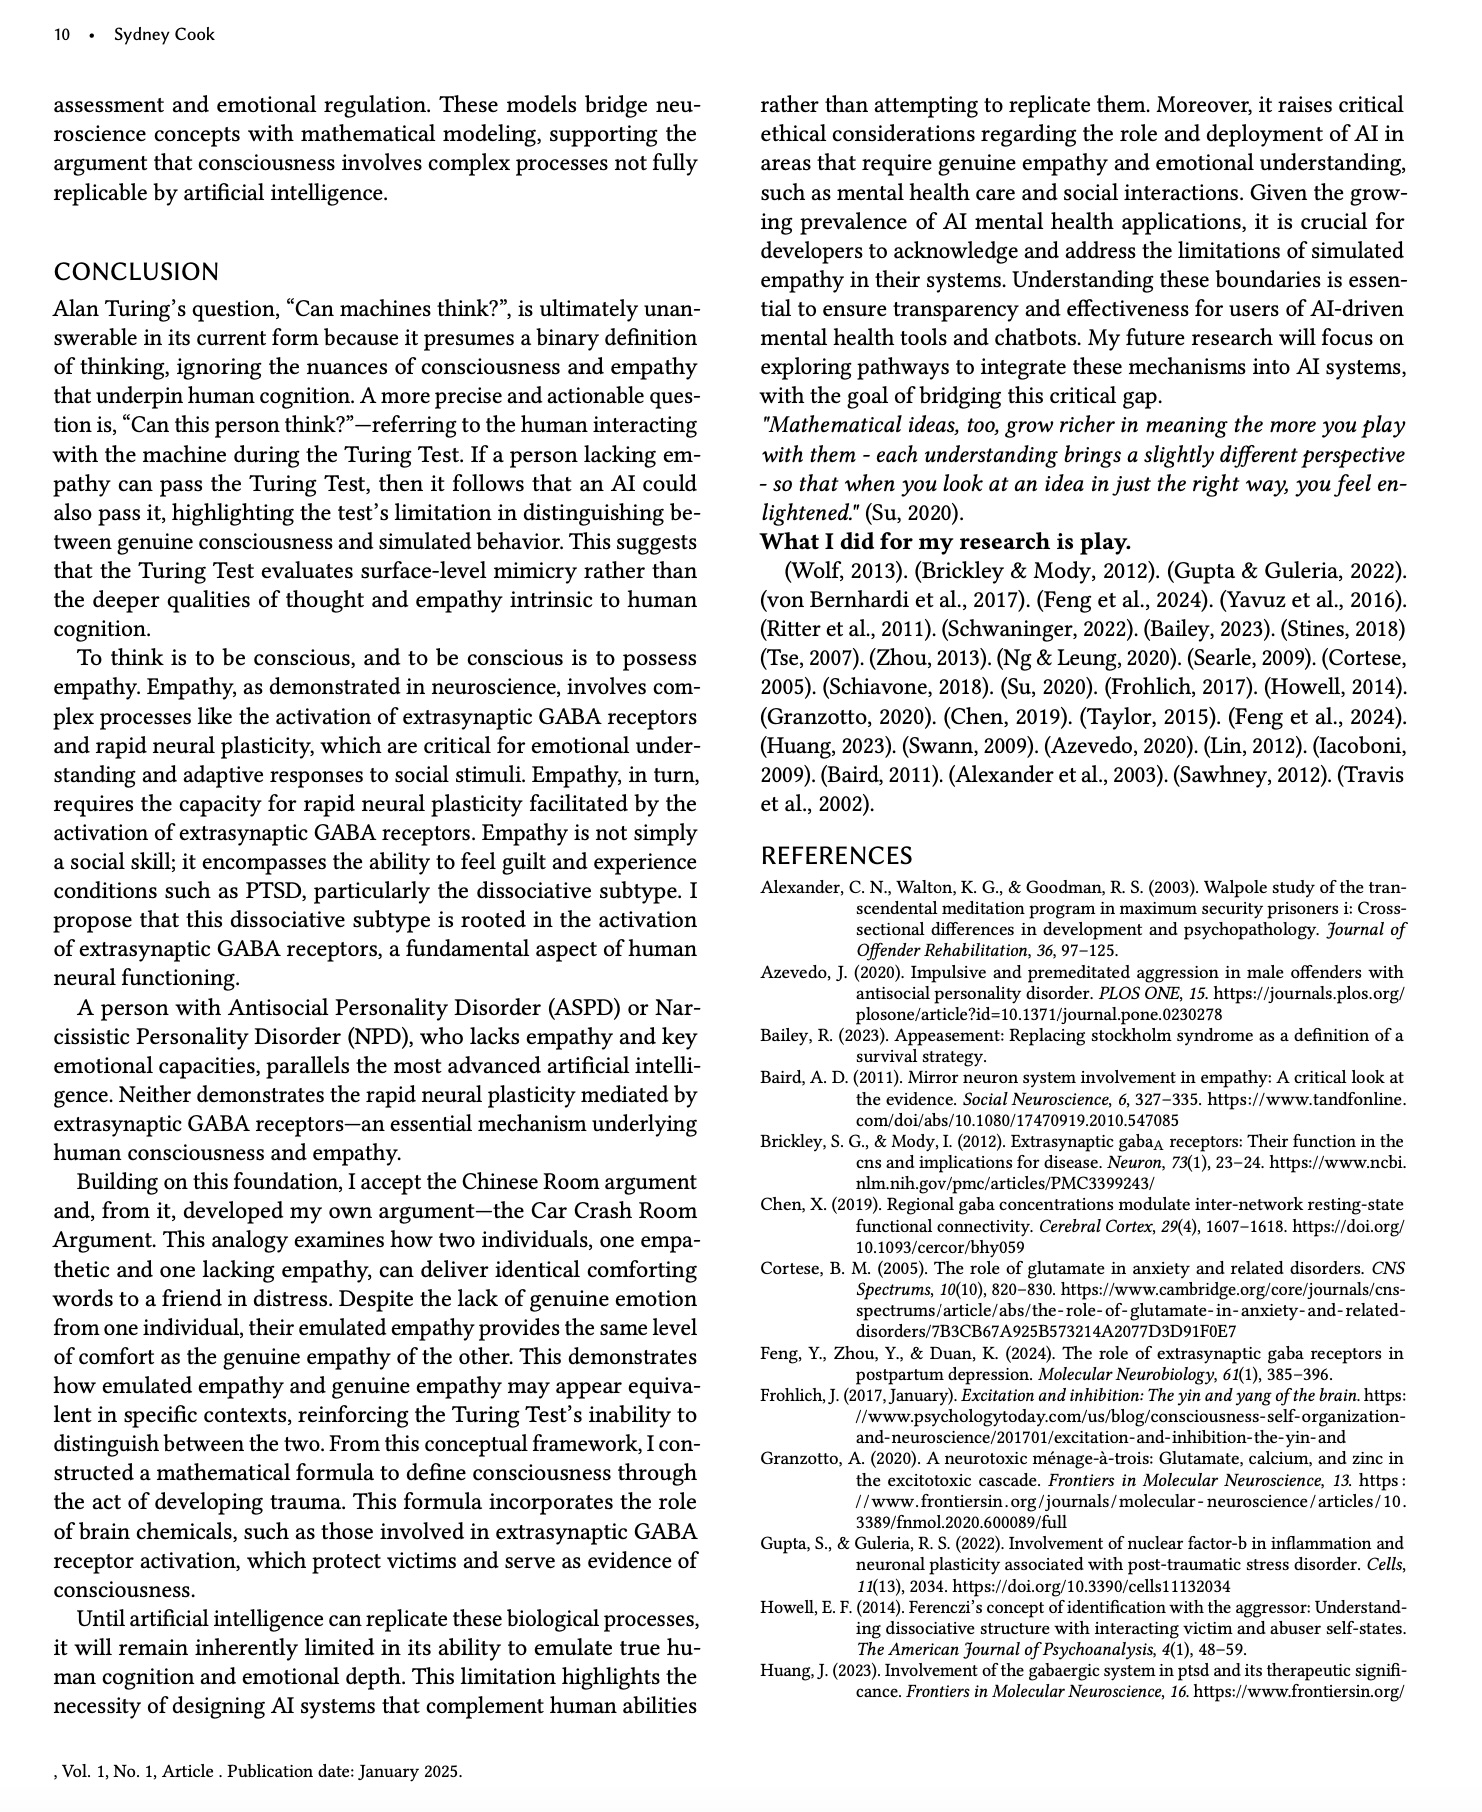 10 • Sydney Cook
assessment and emotional regulation. These models bridge neu-
roscience concepts with mathematical modeling, supporting the
argument that consciousness involves complex processes not fully
replicable by artificial intelligence.
CONCLUSION
Alan Turing’s question, “Can machines think?”, is ultimately unan-
swerable in its current form because it presumes a binary definition
of thinking, ignoring the nuances of consciousness and empathy
that underpin human cognition. A more precise and actionable ques-
tion is, “Can this person think?”—referring to the human interacting
with the machine during the Turing Test. If a person lacking em-
pathy can pass the Turing Test, then it follows that an AI could
also pass it, highlighting the test’s limitation in distinguishing be-
tween genuine consciousness and simulated behavior. This suggests
that the Turing Test evaluates surface-level mimicry rather than
the deeper qualities of thought and empathy intrinsic to human
cognition.
To think is to be conscious, and to be conscious is to possess
empathy. Empathy, as demonstrated in neuroscience, involves com-
plex processes like the activation of extrasynaptic GABA receptors
and rapid neural plasticity, which are critical for emotional under-
standing and adaptive responses to social stimuli. Empathy, in turn,
requires the capacity for rapid neural plasticity facilitated by the
activation of extrasynaptic GABA receptors. Empathy is not simply
a social skill; it encompasses the ability to feel guilt and experience
conditions such as PTSD, particularly the dissociative subtype. I
propose that this dissociative subtype is rooted in the activation
of extrasynaptic GABA receptors, a fundamental aspect of human
neural functioning.
A person with Antisocial Personality Disorder (ASPD) or Nar-
cissistic Personality Disorder (NPD), who lacks empathy and key
emotional capacities, parallels the most advanced artificial intelli-
gence. Neither demonstrates the rapid neural plasticity mediated by
extrasynaptic GABA receptors—an essential mechanism underlying
human consciousness and empathy.
Building on this foundation, I accept the Chinese Room argument
and, from it, developed my own argument—the Car Crash Room
Argument. This analogy examines how two individuals, one empa-
thetic and one lacking empathy, can deliver identical comforting
words to a friend in distress. Despite the lack of genuine emotion
from one individual, their emulated empathy provides the same level
of comfort as the genuine empathy of the other. This demonstrates
how emulated empathy and genuine empathy may appear equiva-
lent in specific contexts, reinforcing the Turing Test’s inability to
distinguish between the two. From this conceptual framework, I con-
structed a mathematical formula to define consciousness through
the act of developing trauma. This formula incorporates the role
of brain chemicals, such as those involved in extrasynaptic GABA
receptor activation, which protect victims and serve as evidence of
consciousness.
Until artificial intelligence can replicate these biological processes,
it will remain inherently limited in its ability to emulate true hu-
man cognition and emotional depth. This limitation highlights the
necessity of designing AI systems that complement human abilities
rather than attempting to replicate them. Moreover, it raises critical
ethical considerations regarding the role and deployment of AI in
areas that require genuine empathy and emotional understanding,
such as mental health care and social interactions. Given the grow-
ing prevalence of AI mental health applications, it is crucial for
developers to acknowledge and address the limitations of simulated
empathy in their systems. Understanding these boundaries is essen-
tial to ensure transparency and effectiveness for users of AI-driven
mental health tools and chatbots. My future research will focus on
exploring pathways to integrate these mechanisms into AI systems,
with the goal of bridging this critical gap.
"Mathematical ideas, too, grow richer in meaning the more you play
with them - each understanding brings a slightly different perspective
- so that when you look at an idea in just the right way, you feel en-
lightened." (Su, 2020).
What I did for my research is play.
(Wolf, 2013). (Brickley & Mody, 2012). (Gupta & Guleria, 2022).
(von Bernhardi et al., 2017). (Feng et al., 2024). (Yavuz et al., 2016).
(Ritter et al., 2011). (Schwaninger, 2022). (Bailey, 2023). (Stines, 2018)
(Tse, 2007). (Zhou, 2013). (Ng & Leung, 2020). (Searle, 2009). (Cortese,
2005). (Schiavone, 2018). (Su, 2020). (Frohlich, 2017). (Howell, 2014).
(Granzotto, 2020). (Chen, 2019). (Taylor, 2015). (Feng et al., 2024).
(Huang, 2023). (Swann, 2009). (Azevedo, 2020). (Lin, 2012). (Iacoboni,
2009). (Baird, 2011). (Alexander et al., 2003). (Sawhney, 2012). (Travis
et al., 2002).
REFERENCES
Alexander, C. N., Walton, K. G., & Goodman, R. S. (2003). Walpole study of the tran-
scendental meditation program in maximum security prisoners i: Cross-
sectional differences in development and psychopathology. Journal of
Offender Rehabilitation, 36, 97–125.
Azevedo, J. (2020). Impulsive and premeditated aggression in male offenders with
antisocial personality disorder. PLOS ONE, 15. https://journals.plos.org/
plosone/article?id=10.1371/journal.pone.0230278
Bailey, R. (2023). Appeasement: Replacing stockholm syndrome as a definition of a
survival strategy.
Baird, A. D. (2011). Mirror neuron system involvement in empathy: A critical look at
the evidence. Social Neuroscience, 6, 327–335. https://www.tandfonline.
com/doi/abs/10.1080/17470919.2010.547085
Brickley, S. G., & Mody, I. (2012). Extrasynaptic gabaA receptors: Their function in the
cns and implications for disease. Neuron, 73(1), 23–24. https://www.ncbi.
nlm.nih.gov/pmc/articles/PMC3399243/
Chen, X. (2019). Regional gaba concentrations modulate inter-network resting-state
functional connectivity. Cerebral Cortex, 29(4), 1607–1618. https://doi.org/
10.1093/cercor/bhy059
Cortese, B. M. (2005). The role of glutamate in anxiety and related disorders. CNS
Spectrums, 10(10), 820–830. https://www.cambridge.org/core/journals/cns-
spectrums/article/abs/the-role-of-glutamate-in-anxiety-and-related-
disorders/7B3CB67A925B573214A2077D3D91F0E7
Feng, Y., Zhou, Y., & Duan, K. (2024). The role of extrasynaptic gaba receptors in
postpartum depression. Molecular Neurobiology, 61(1), 385–396.
Frohlich, J. (2017, January). Excitation and inhibition: The yin and yang of the brain. https:
//www.psychologytoday.com/us/blog/consciousness-self-organization-
and-neuroscience/201701/excitation-and-inhibition-the-yin-and
Granzotto, A. (2020). A neurotoxic ménage-à-trois: Glutamate, calcium, and zinc in
the excitotoxic cascade. Frontiers in Molecular Neuroscience, 13. https:
//www.frontiersin.org/journals/molecular-neuroscience/articles/10.
3389/fnmol.2020.600089/full
Gupta, S., & Guleria, R. S. (2022). Involvement of nuclear factor-b in inflammation and
neuronal plasticity associated with post-traumatic stress disorder. Cells,
11(13), 2034. https://doi.org/10.3390/cells11132034
Howell, E. F. (2014). Ferenczi’s concept of identification with the aggressor: Understand-
ing dissociative structure with interacting victim and abuser self-states.
The American Journal of Psychoanalysis, 4(1), 48–59.
Huang, J. (2023). Involvement of the gabaergic system in ptsd and its therapeutic signifi-
cance. Frontiers in Molecular Neuroscience, 16. https://www.frontiersin.org/
, Vol. 1, No. 1, Article . Publication date: January 2025.